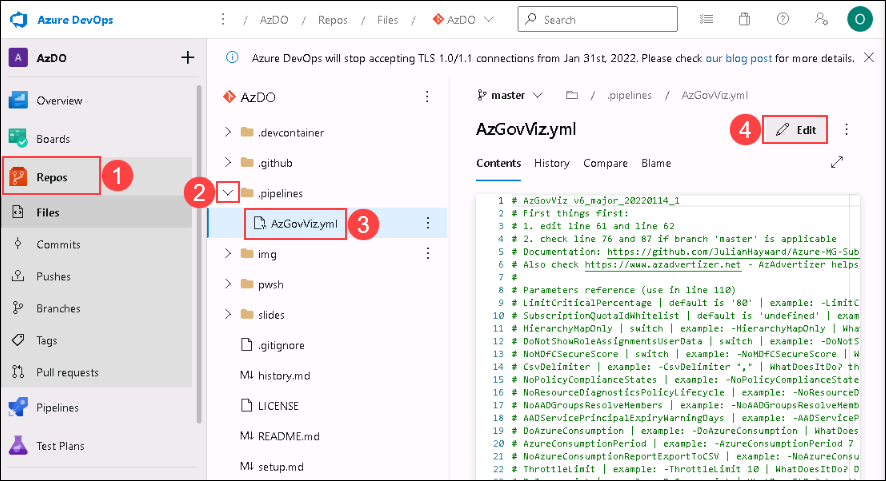 Azure DevOps
/ AzDO / Repos / Files / AzDO
Search
O
A AzDO
Overview
Boards
Repos
1
Files
Commits
Pushes
Branches
Tags
Pull requests
Pipelines
Test Plans
Azure DevOps will stop accepting TLS 1.0/1.1 connections from Jan 31st, 2022. Please check our blog post for more details.
AzDO
.devcontainer
.github
2
.pipelines
AzGovViz.yml
3
img
pwsh
slides
.gitignore
M↓ history.md
LICENSE
M↓ README.md
M↓ setup.md
master / .pipelines / AzGovViz.yml
AzGovViz.yml
4
Edit
Contents History Compare Blame
1 # AzGovViz v6_major_20220114_1
2 # First things first:
3 # 1. edit line 61 and line 62
4 # 2. check line 76 and 87 if branch 'master' is applicable
5 # Documentation: https://github.com/JulianHayward/Azure-MG-Sub
6 # Also check https://www.azadvertizer.net - AzAdvertizer helps
7 #
8 # Parameters reference (use in line 110)
9 # LimitCriticalPercentage | default is '80' | example: -LimitC
10 # SubscriptionQuotaIdWhitelist | default is 'undefined' | exam
11 # HierarchyMapOnly | switch | example: -HierarchyMapOnly | Wha
12 # DoNotShowRoleAssignmentsUserData | switch | example: -DoNotS
13 # NoMDfCSecureScore | switch | example: -NoMDfCSecureScore | W
14 # CsvDelimiter | example: -CsvDelimiter "," | WhatDoesItDo? th
15 # NoPolicyComplianceStates | example: -NoPolicyComplianceState
16 # NoResourceDiagnosticsPolicyLifecycle | example: -NoResourceD
17 # NoAADGroupsResolveMembers | example: -NoAADGroupsResolveMemb
18 # AADServicePrincipalExpiryWarningDays | example: -AADServiceP
19 # DoAzureConsumption | example: -DoAzureConsumption | WhatDoes
20 # AzureConsumptionPeriod | example: -AzureConsumptionPeriod 7
21 # NoAzureConsumptionReportExportToCSV | example: -NoAzureConsu
22 # ThrottleLimit | example: -ThrottleLimit 10 | WhatDoesItDo? D